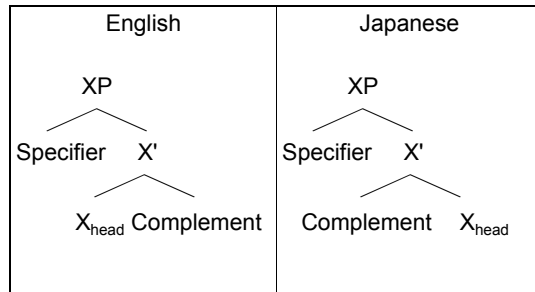 English Japanese
XP XP
Specifier X' Specifier X'
Xhead Complement Complement Xhead